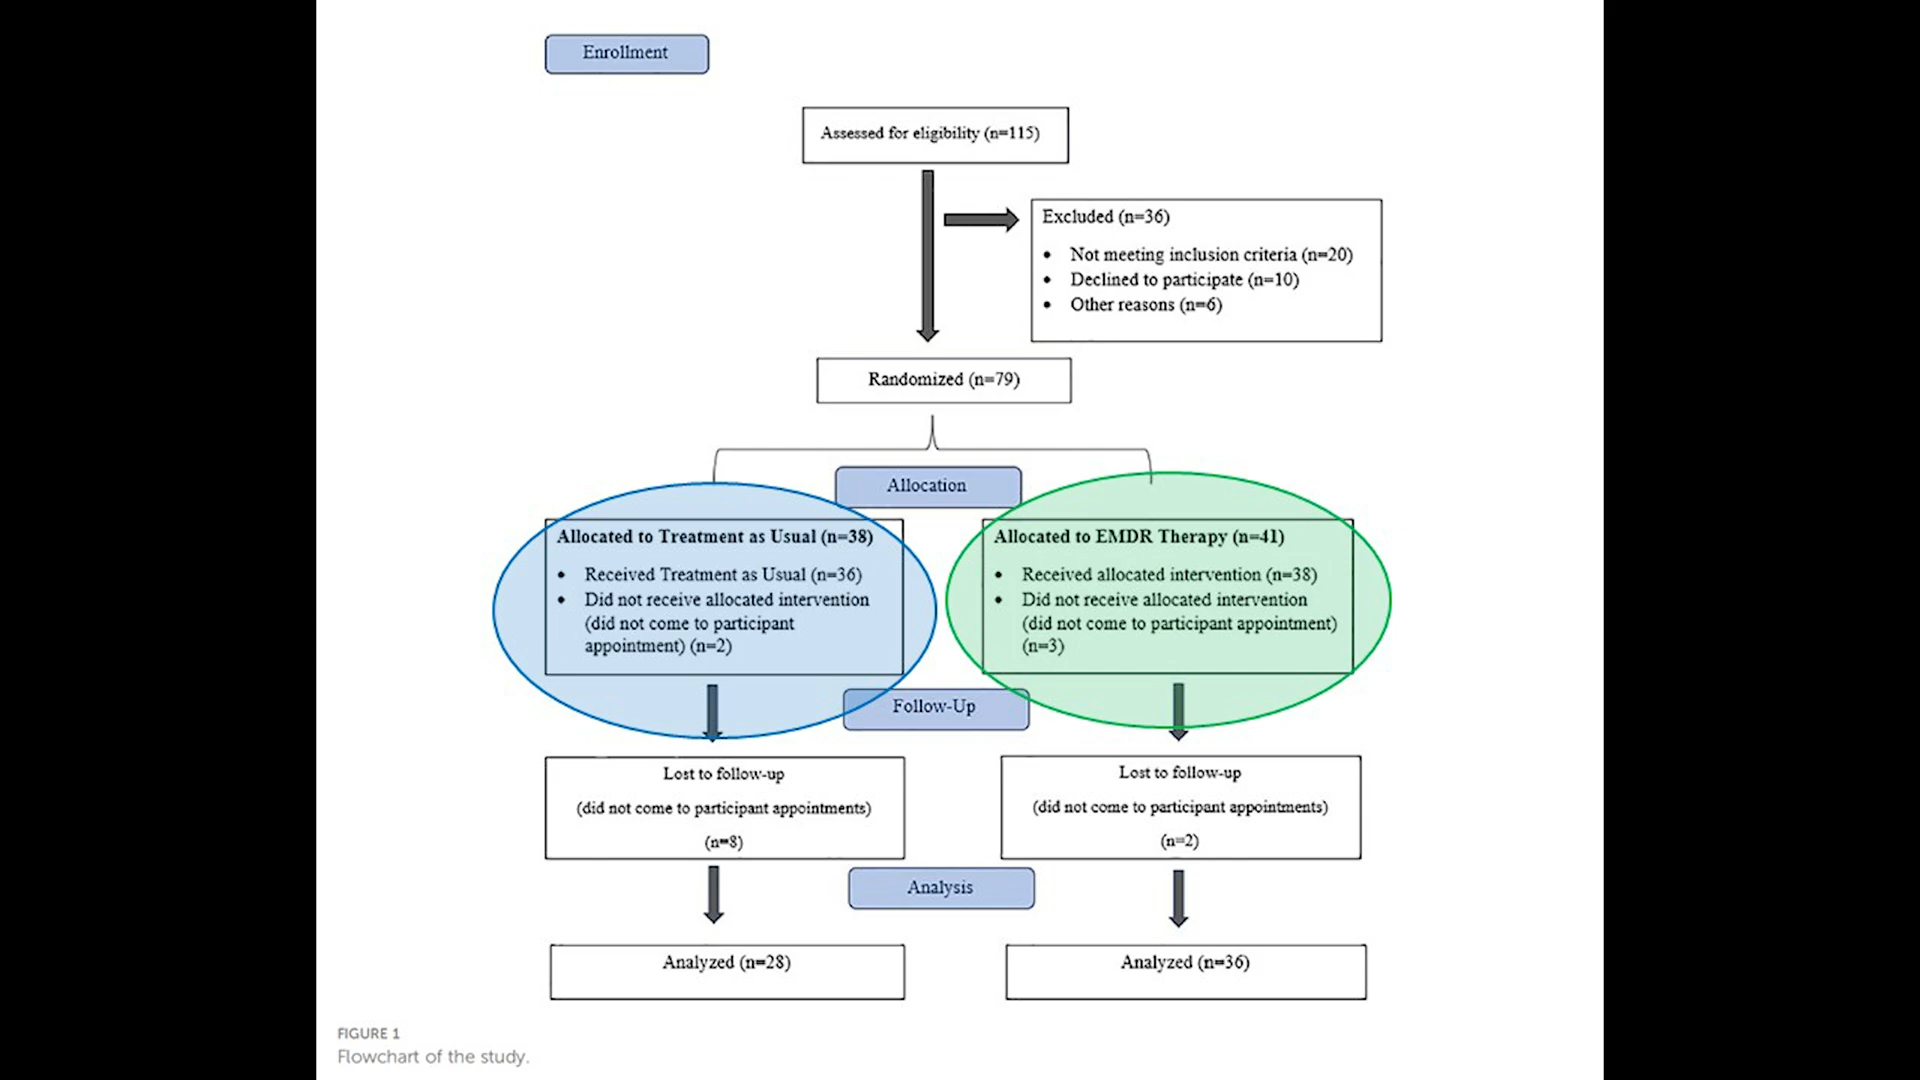 Enrollment
Assessed for eligibility (n=115)
Excluded (n=36)
• Not meeting inclusion criteria (n=20)
• Declined to participate (n=10)
• Other reasons (n=6)
Randomized (n=79)
Allocation
Allocated to Treatment as Usual (n=38)
• Received Treatment as Usual (n=36)
• Did not receive allocated intervention
(did not come to participant
appointment) (n=2)
Allocated to EMDR Therapy (n=41)
• Received allocated intervention (n=38)
• Did not receive allocated intervention
(did not come to participant appointment)
(n=3)
Follow-Up
Lost to follow-up
(did not come to participant appointments)
(n=8)
Lost to follow-up
(did not come to participant appointments)
(n=2)
Analysis
Analyzed (n=28)
Analyzed (n=36)
FIGURE 1
Flowchart of the study.